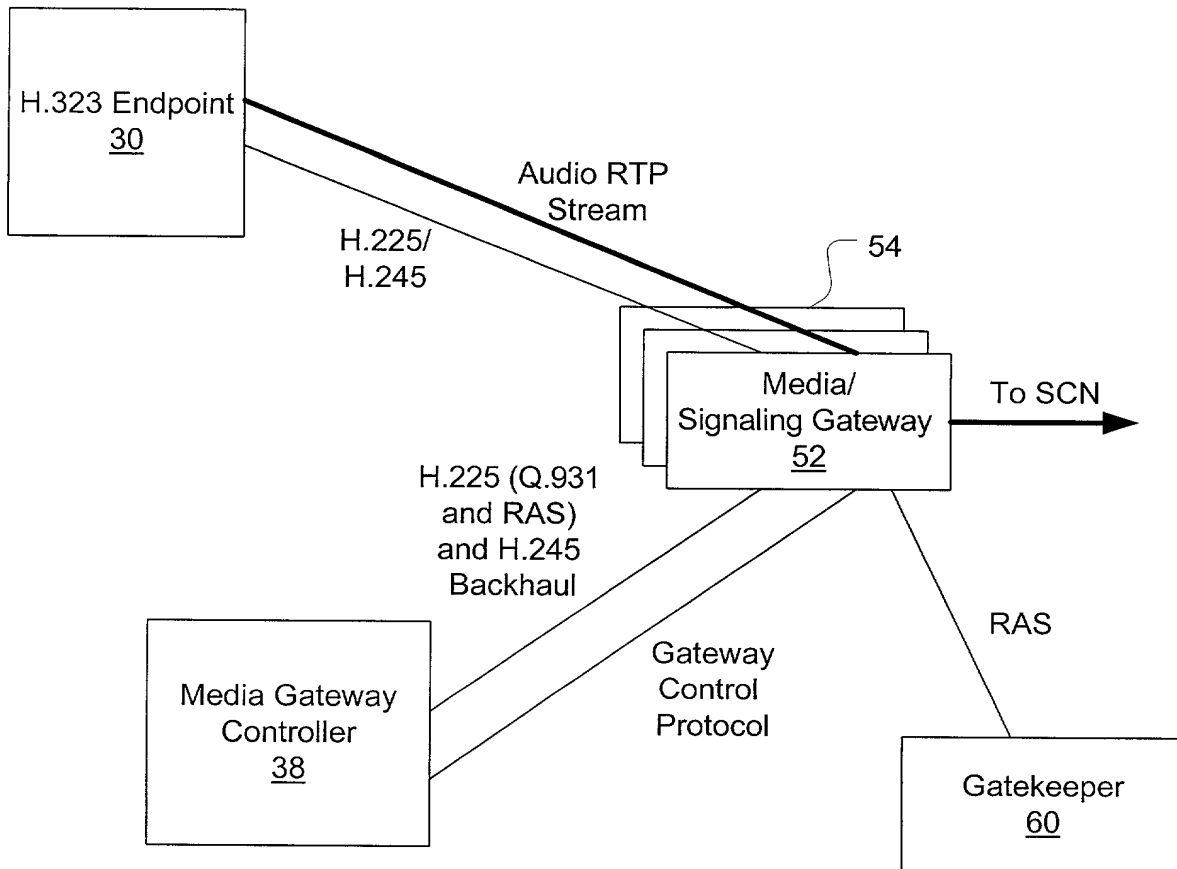 H.323 Endpoint
30
Audio RTP
Stream
H.225/
H.245
54
Media/
Signaling Gateway
52
To SCN
H.225 (Q.931
and RAS)
and H.245
Backhaul
Gateway
Control
Protocol
RAS
Media Gateway
Controller
38
Gatekeeper
60